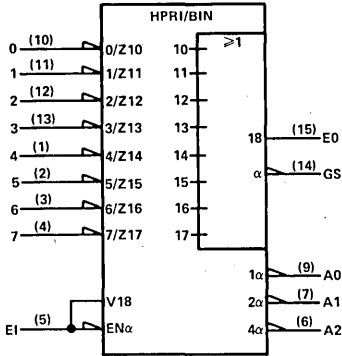 HPRI/BIN
≥1
0 (10) 0/Z10 10
1 (11) 1/Z11 11
2 (12) 2/Z12 12
3 (13) 3/Z13 13
18 (15) E0
4 (1) 4/Z14 14
α (14) GS
5 (2) 5/Z15 15
6 (3) 6/Z16 16
7 (4) 7/Z17 17
1α (9) A0
V18 2α (7) A1
EI (5) ENα 4α (6) A2